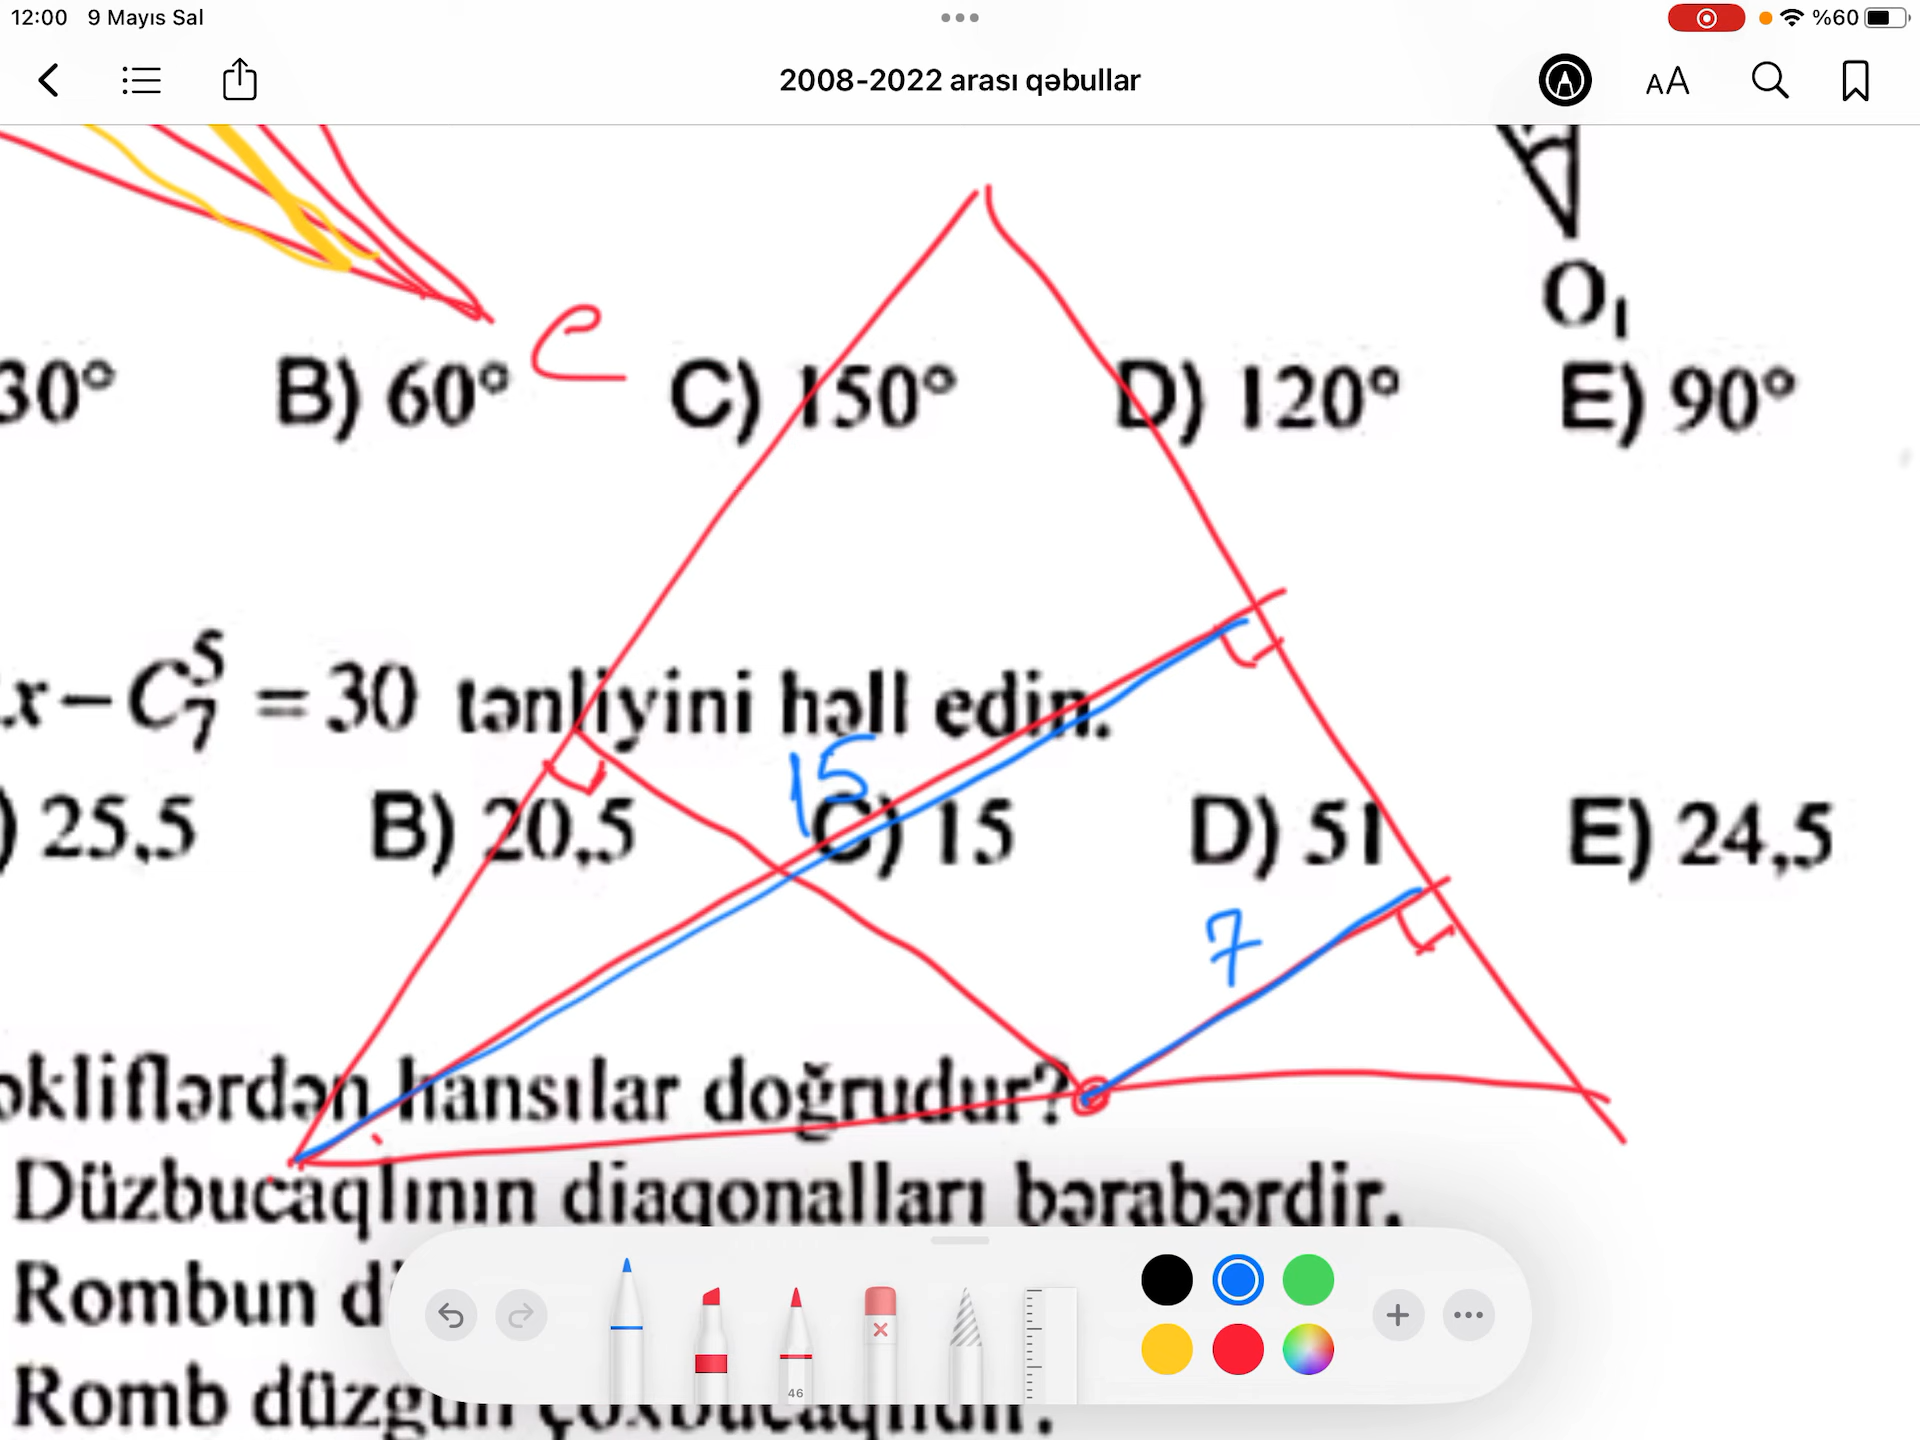 12:00 9 Mayıs Sal
%60
2008-2022 arası qəbullar
AA
O₁
e
30° B) 60° C) 150° D) 120° E) 90°
x − C₇⁵ = 30 tənliyini həll edin.
15
) 25,5 B) 20,5 C) 15 D) 51 E) 24,5
7
əkliflərdən hansılar doğrudur?
Düzbucaqlının diaqonalları bərabərdir.
Rombun d
Romb düzgün çoxbucaqlıdır.
46